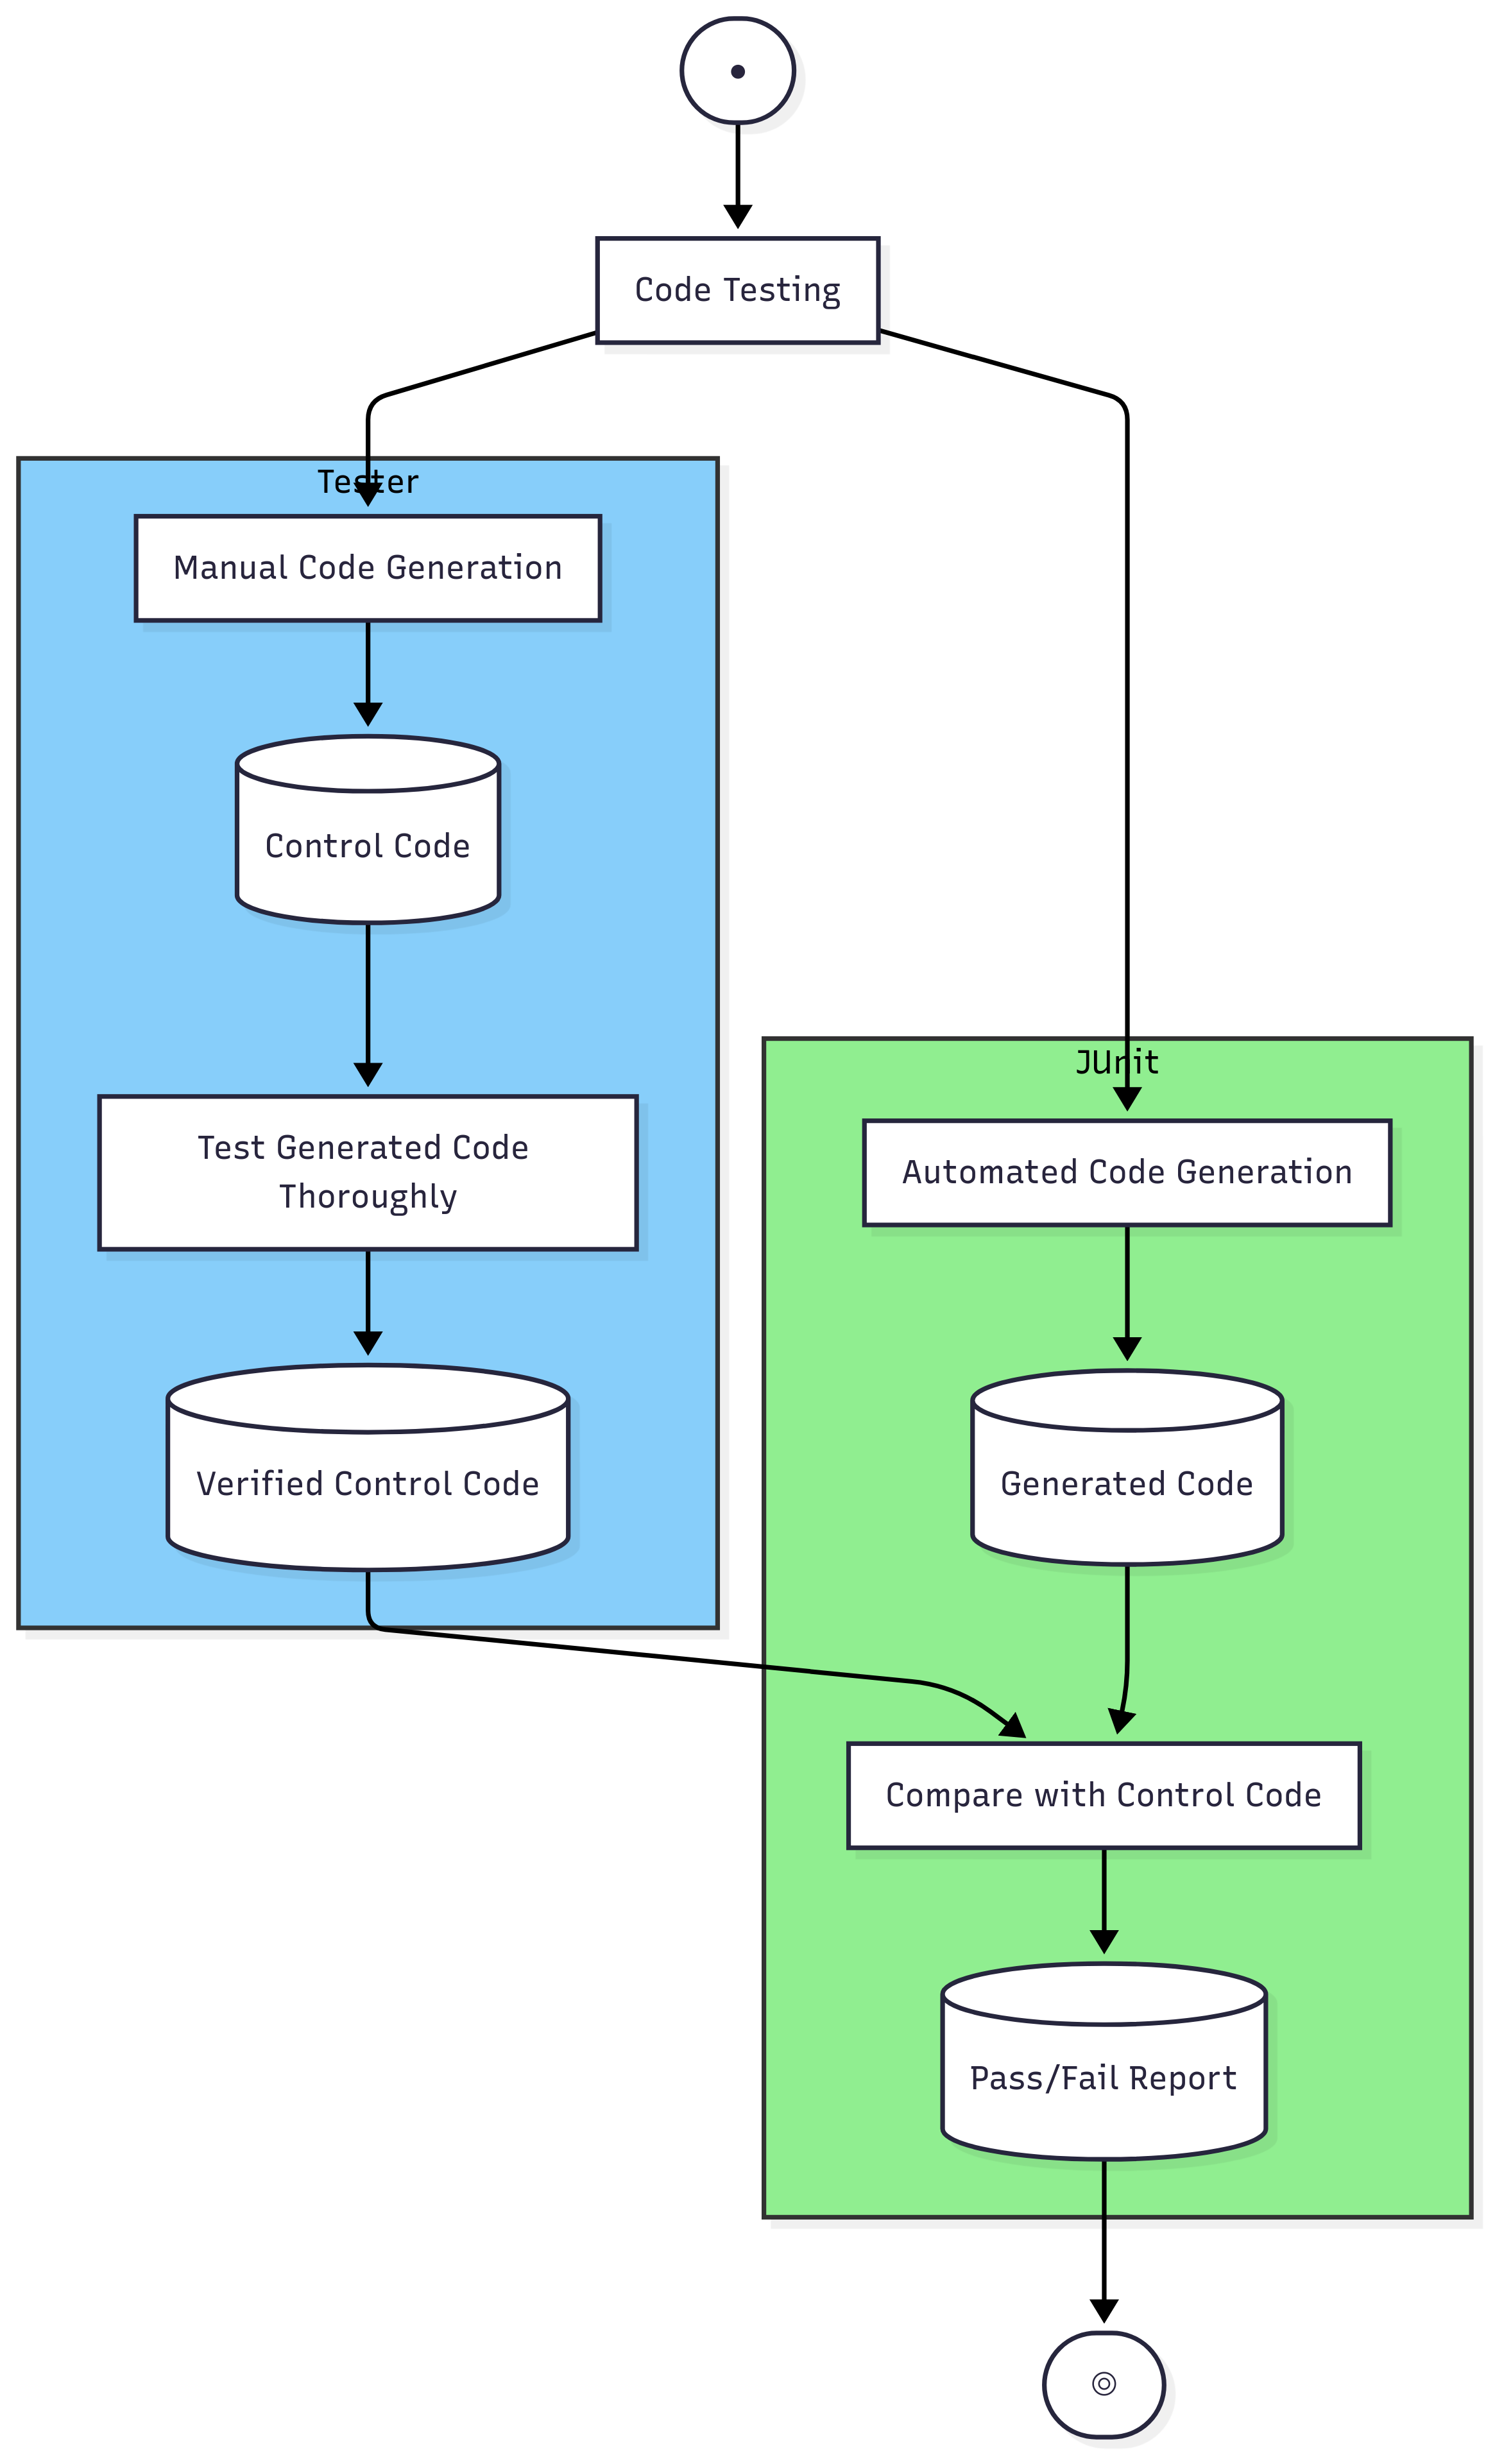 Code Testing
Tester
Manual Code Generation
Control Code
Test Generated Code
Thoroughly
Verified Control Code
JUnit
Automated Code Generation
Generated Code
Compare with Control Code
Pass/Fail Report